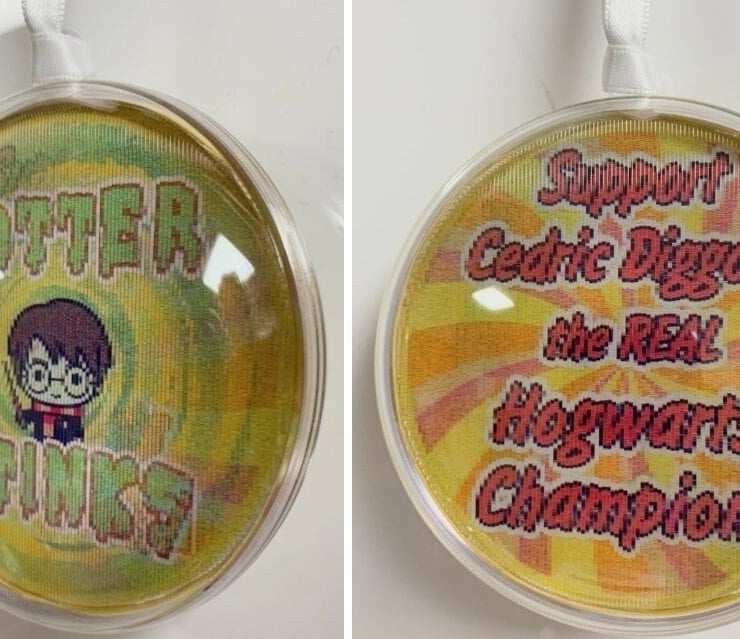 OTTER
TINKS
Support
Cedric Diggo
the REAL
Hogwarts
Champion